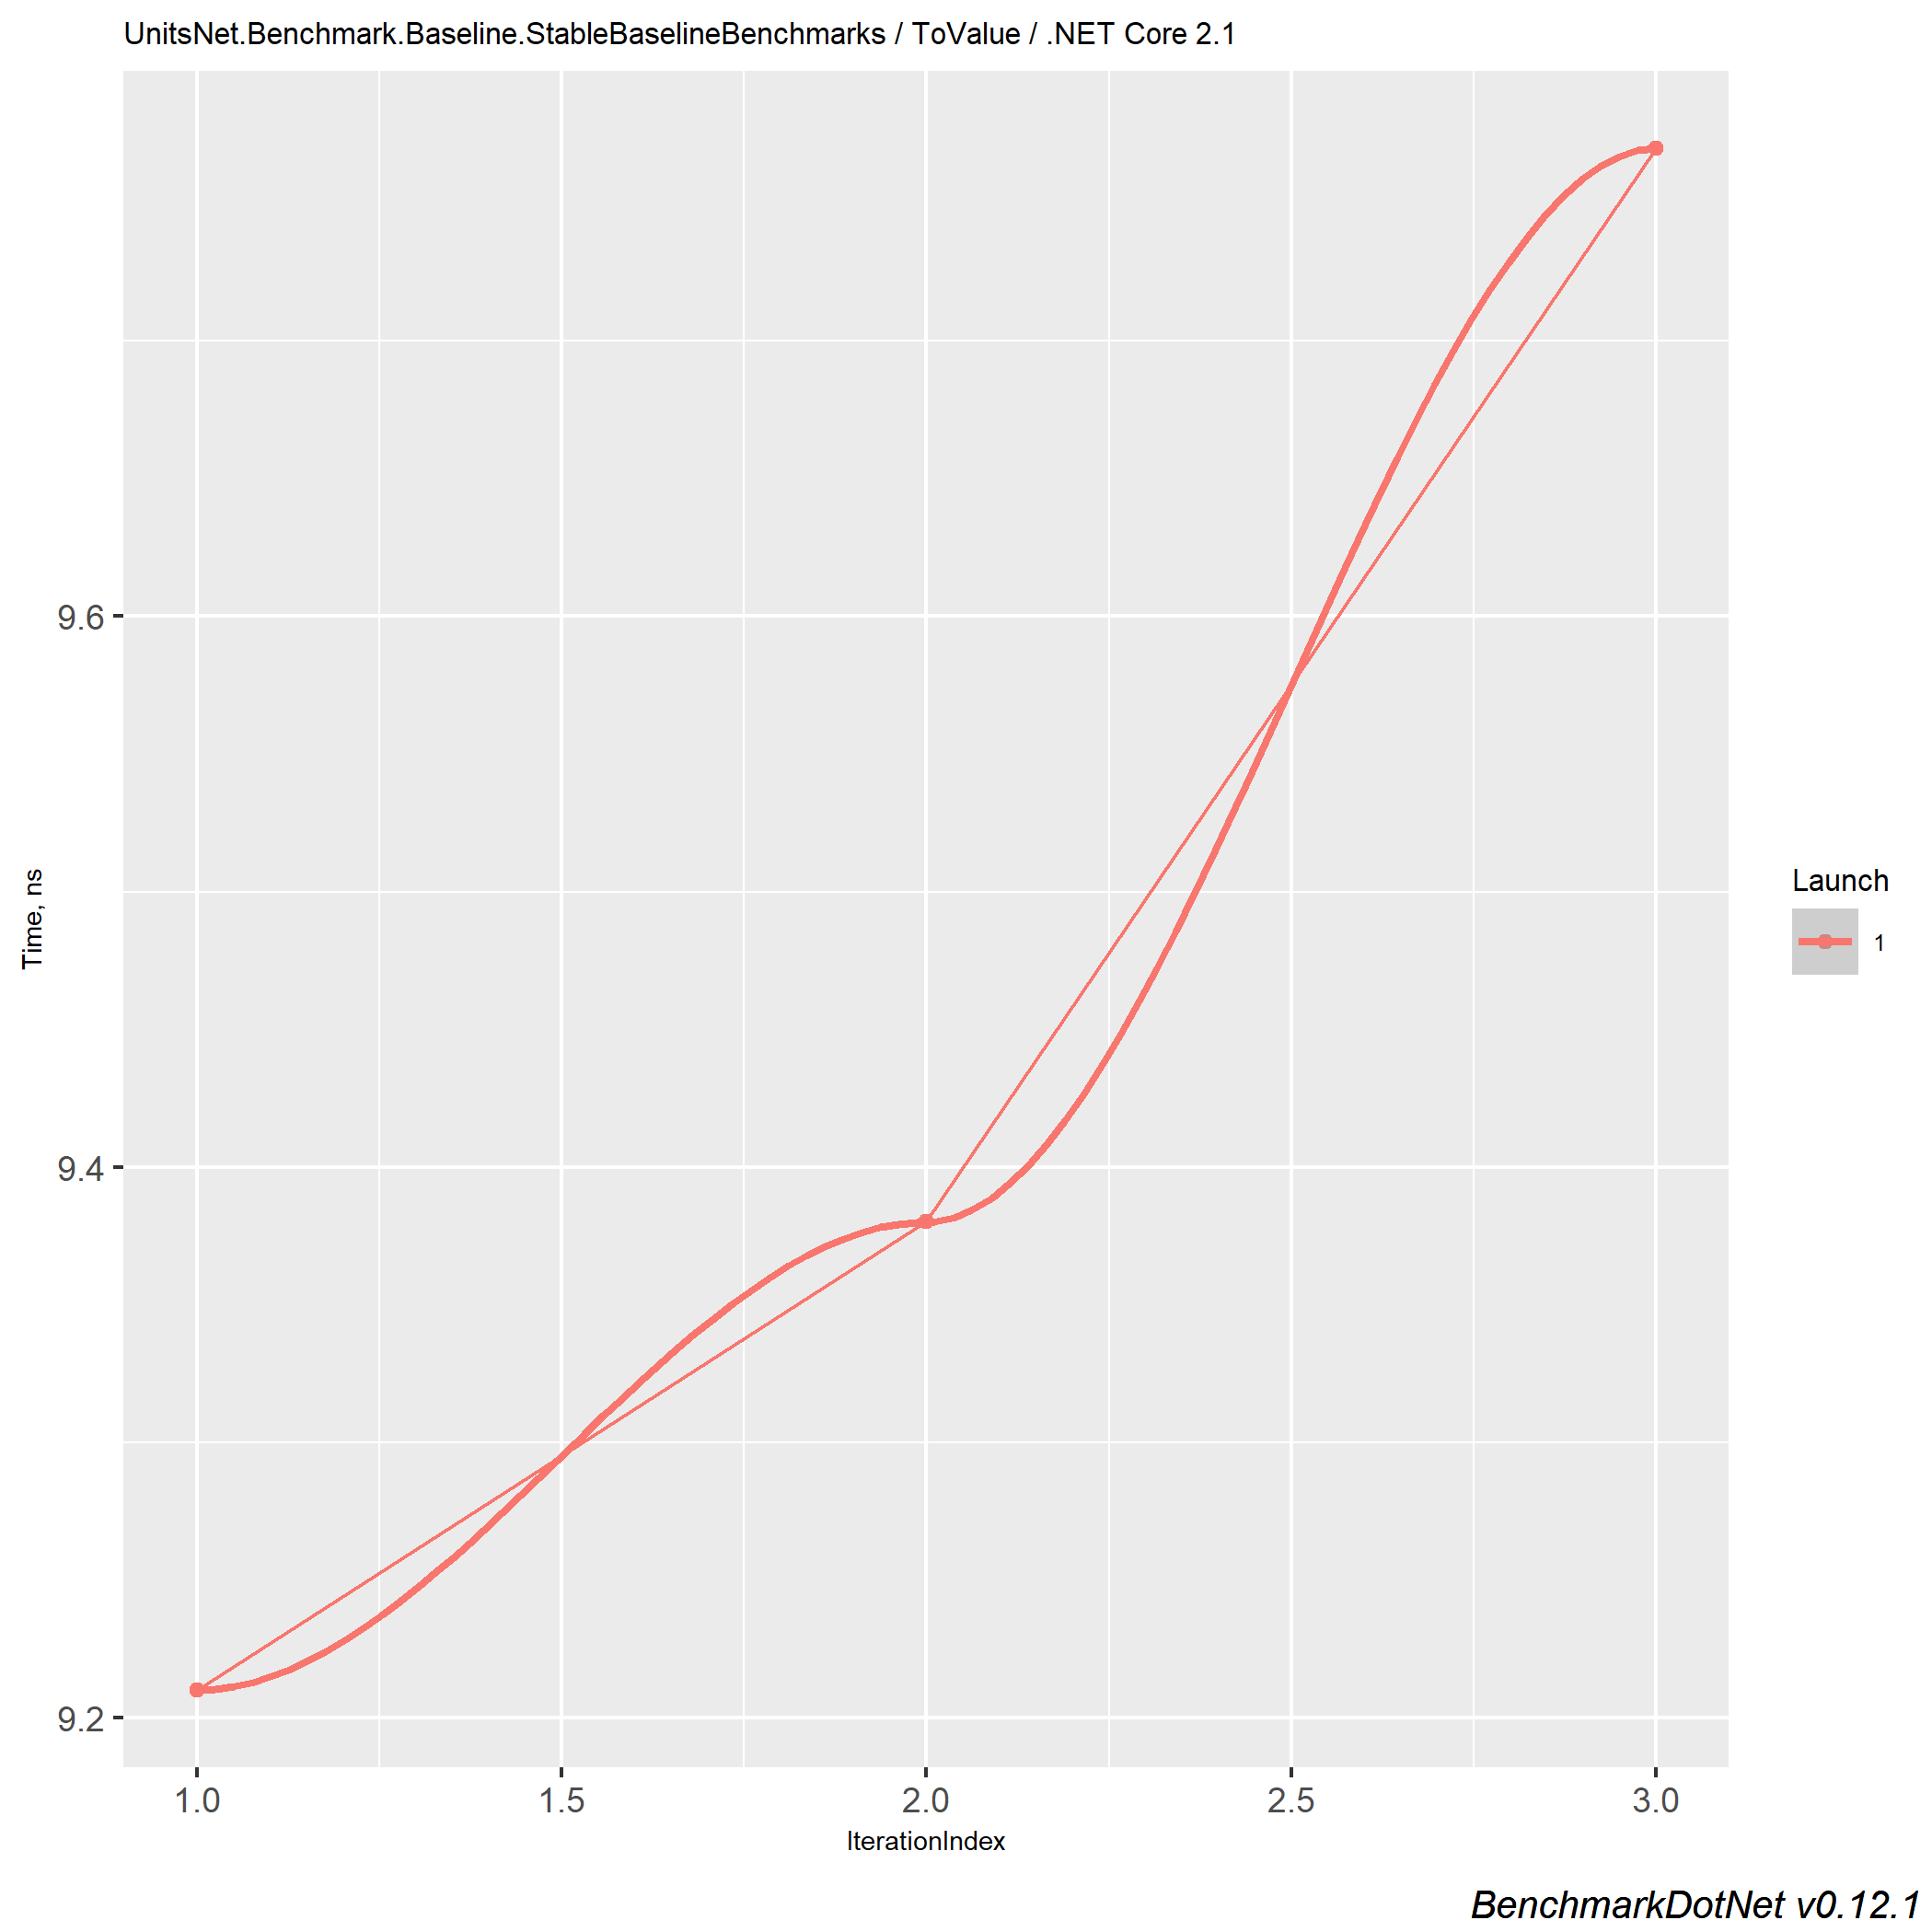 UnitsNet.Benchmark.Baseline.StableBaselineBenchmarks / ToValue / .NET Core 2.1
9.6
9.4
9.2
Time, ns
1.0 1.5 2.0 2.5 3.0
IterationIndex
Launch
1
BenchmarkDotNet v0.12.1